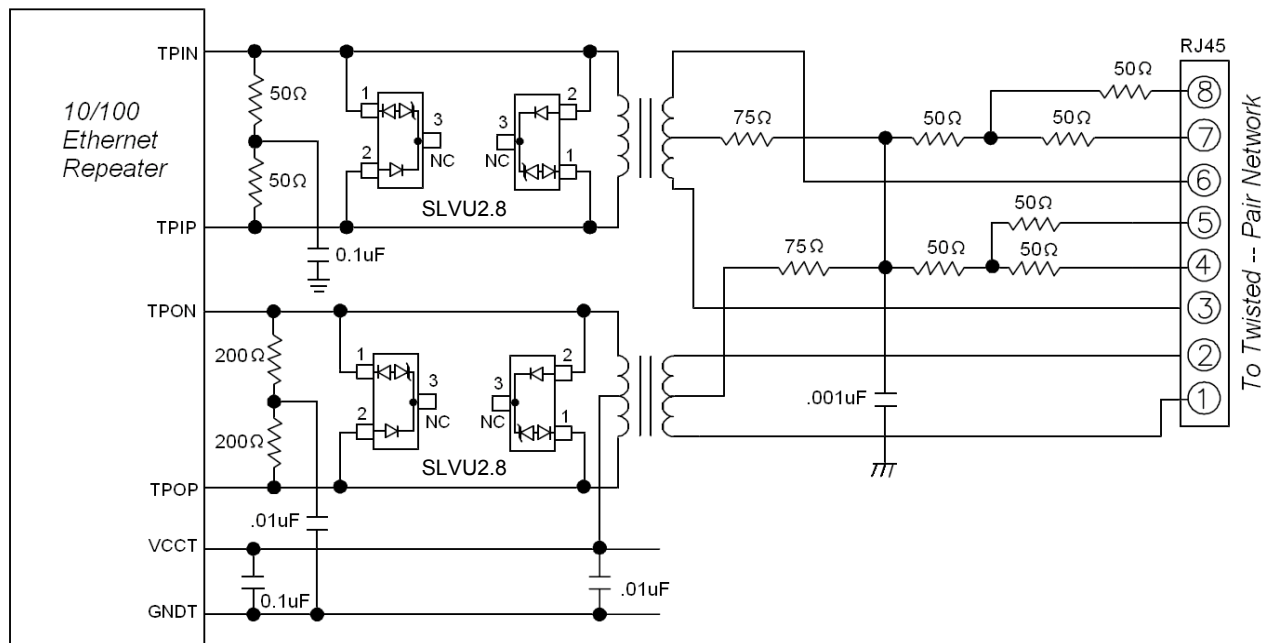 10/100
Ethernet
Repeater
TPIN
TPIP
TPON
TPOP
VCCT
GNDT
50Ω
50Ω
0.1uF
1
2
3
NC
2
3
NC
1
SLVU2.8
200Ω
200Ω
.01uF
0.1uF
1
2
3
NC
2
3
NC
1
SLVU2.8
.01uF
75Ω
50Ω
50Ω
50Ω
75Ω
50Ω
50Ω
50Ω
.001uF
RJ45
8
7
6
5
4
3
2
1
To Twisted -- Pair Network